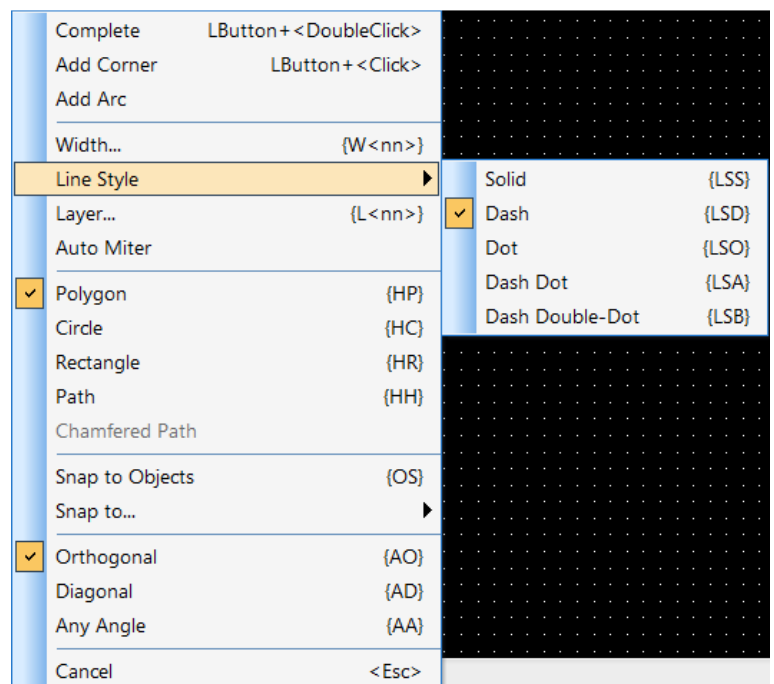 Complete LButton+<DoubleClick>
Add Corner LButton+<Click>
Add Arc
Width... {W<nn>}
Line Style
Layer... {L<nn>}
Auto Miter
Polygon {HP}
Circle {HC}
Rectangle {HR}
Path {HH}
Chamfered Path
Snap to Objects {OS}
Snap to...
Orthogonal {AO}
Diagonal {AD}
Any Angle {AA}
Cancel <Esc>
Solid {LSS}
Dash {LSD}
Dot {LSO}
Dash Dot {LSA}
Dash Double-Dot {LSB}